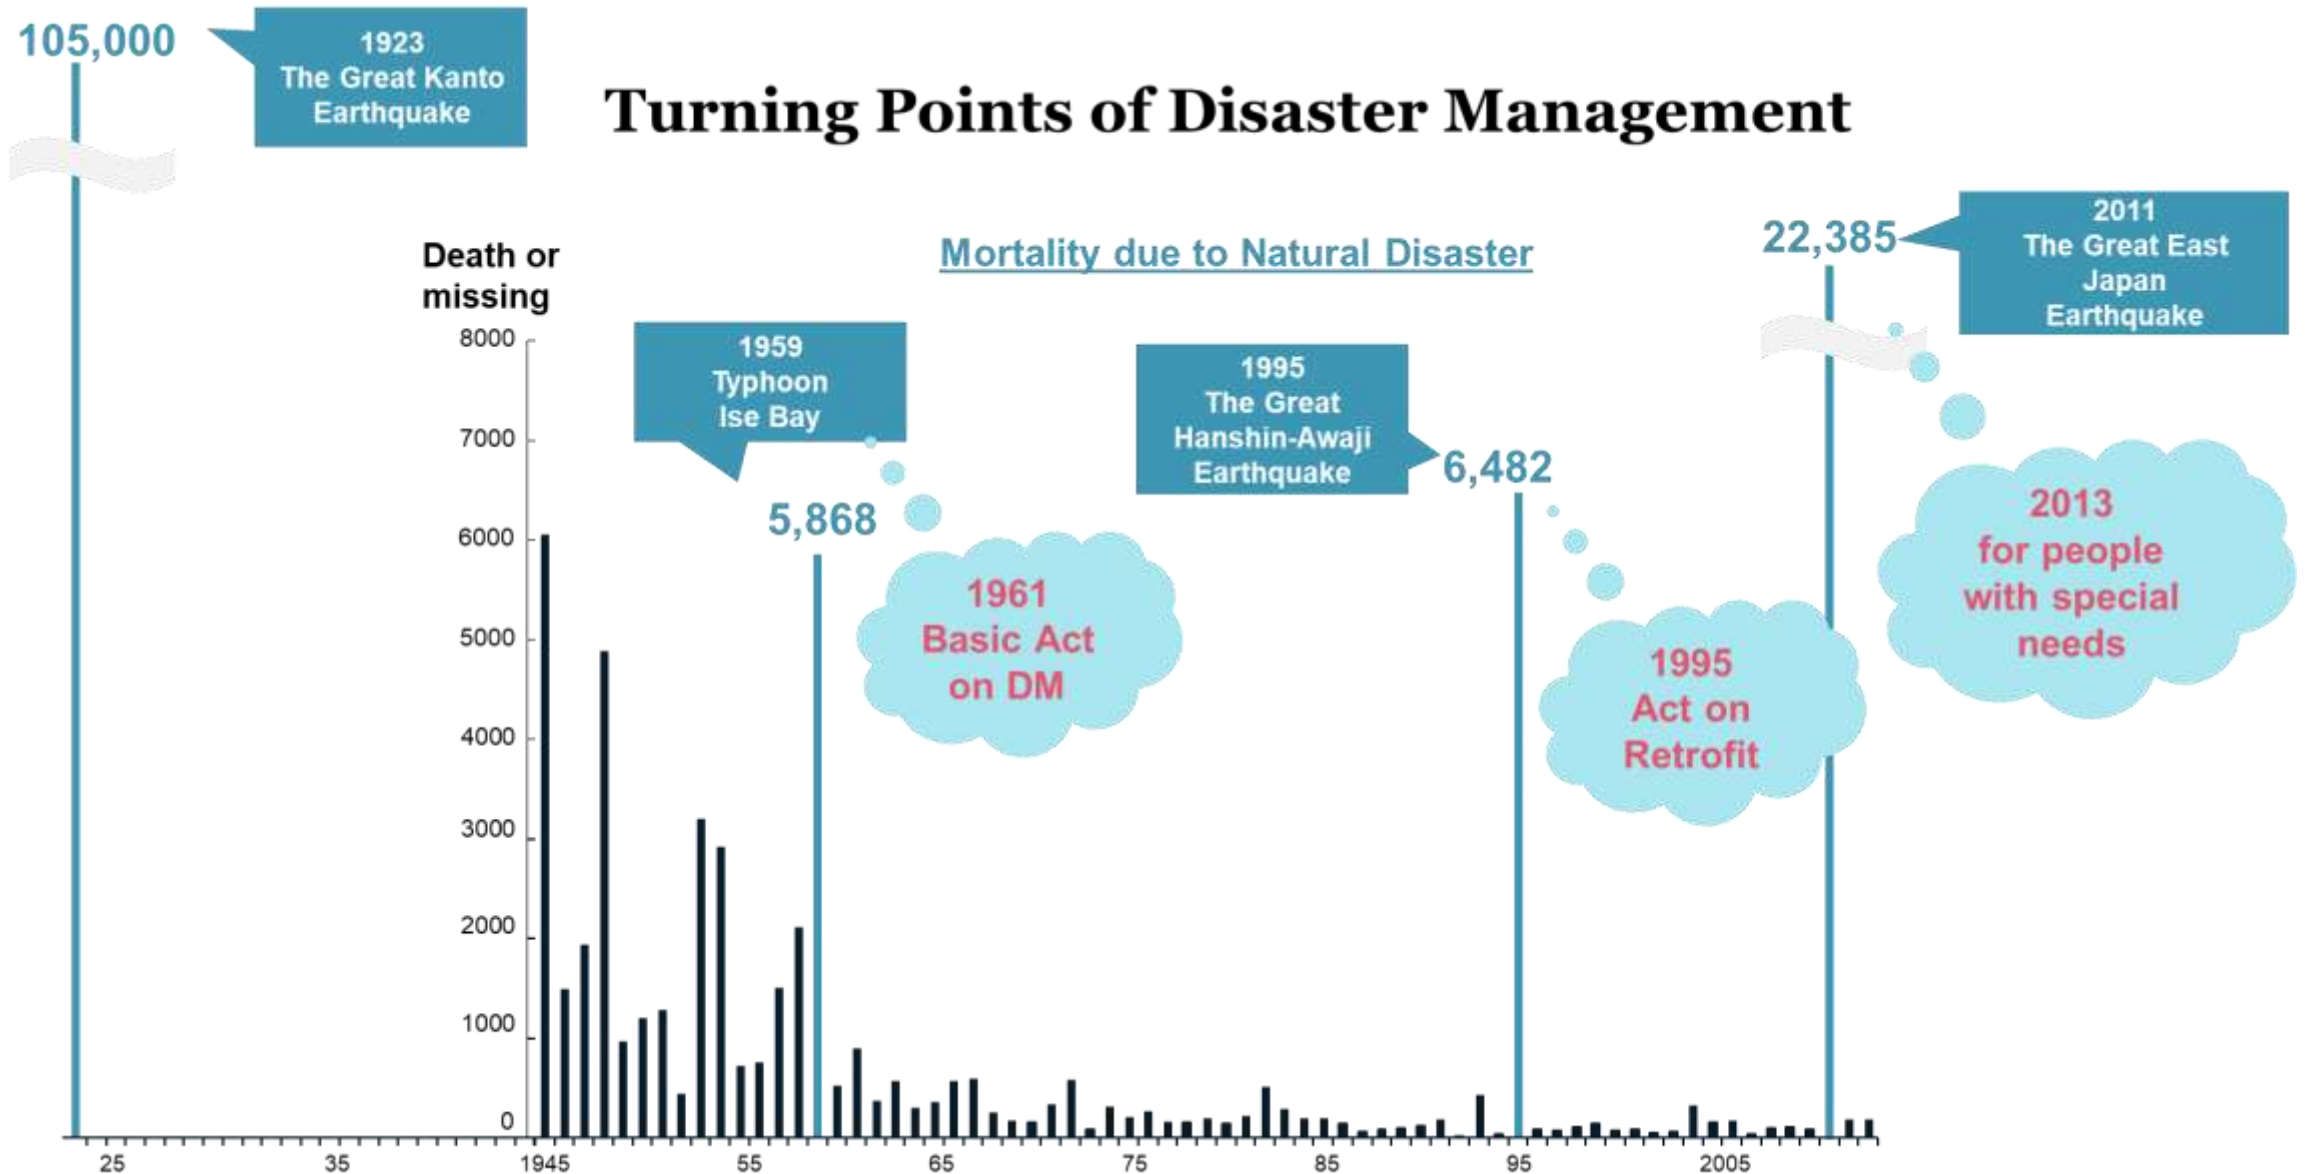 105,000
1923
The Great Kanto
Earthquake
Turning Points of Disaster Management
Mortality due to Natural Disaster
22,385
2011
The Great East
Japan
Earthquake
Death or
missing
8000
7000
6000
5000
4000
3000
2000
1000
0
1959
Typhoon
Ise Bay
5,868
1961
Basic Act
on DM
1995
The Great
Hanshin-Awaji
Earthquake
6,482
1995
Act on
Retrofit
2013
for people
with special
needs
25 35 1945 55 65 75 85 95 2005